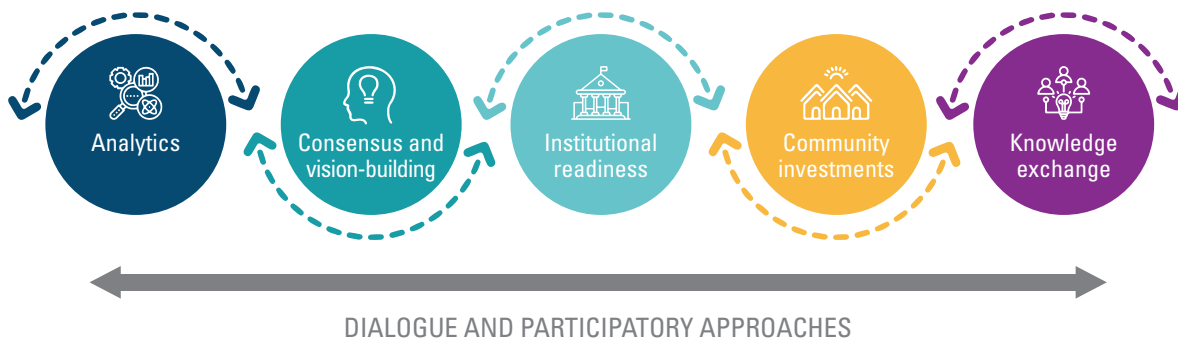 Analytics
Consensus and
vision-building
Institutional
readiness
Community
investments
Knowledge
exchange
DIALOGUE AND PARTICIPATORY APPROACHES